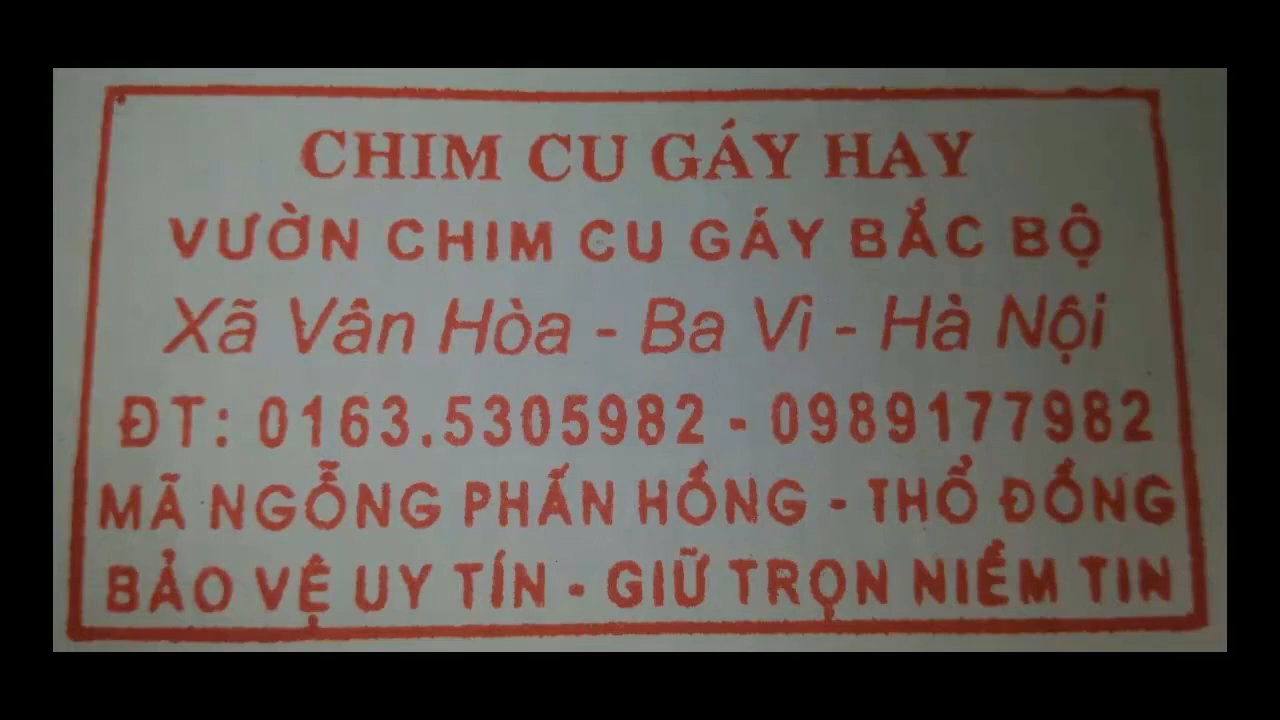 CHIM CU GÁY HAY
VƯỜN CHIM CU GÁY BẮC BỘ
Xã Vân Hòa - Ba Vì - Hà Nội
ĐT: 0163.5305982 - 0989177982
MÃ NGỖNG PHẤN HỒNG - THỔ ĐỒNG
BẢO VỆ UY TÍN - GIỮ TRỌN NIỀM TIN